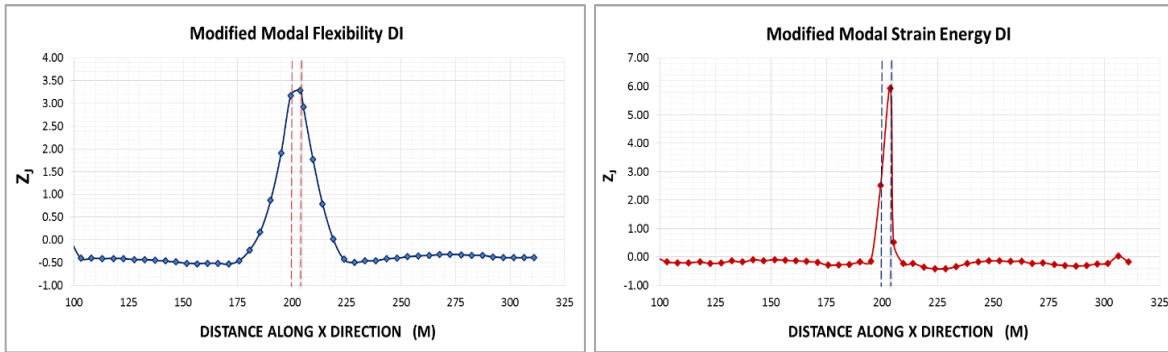 Modified Modal Flexibility DI
4.00
3.50
3.00
2.50
2.00
1.50
1.00
0.50
0.00
-0.50
-1.00
ZJ
100 125 150 175 200 225 250 275 300 325
DISTANCE ALONG X DIRECTION (M)
Modified Modal Strain Energy DI
7.00
6.00
5.00
4.00
3.00
2.00
1.00
0.00
-1.00
ZJ
100 125 150 175 200 225 250 275 300 325
DISTANCE ALONG X DIRECTION (M)